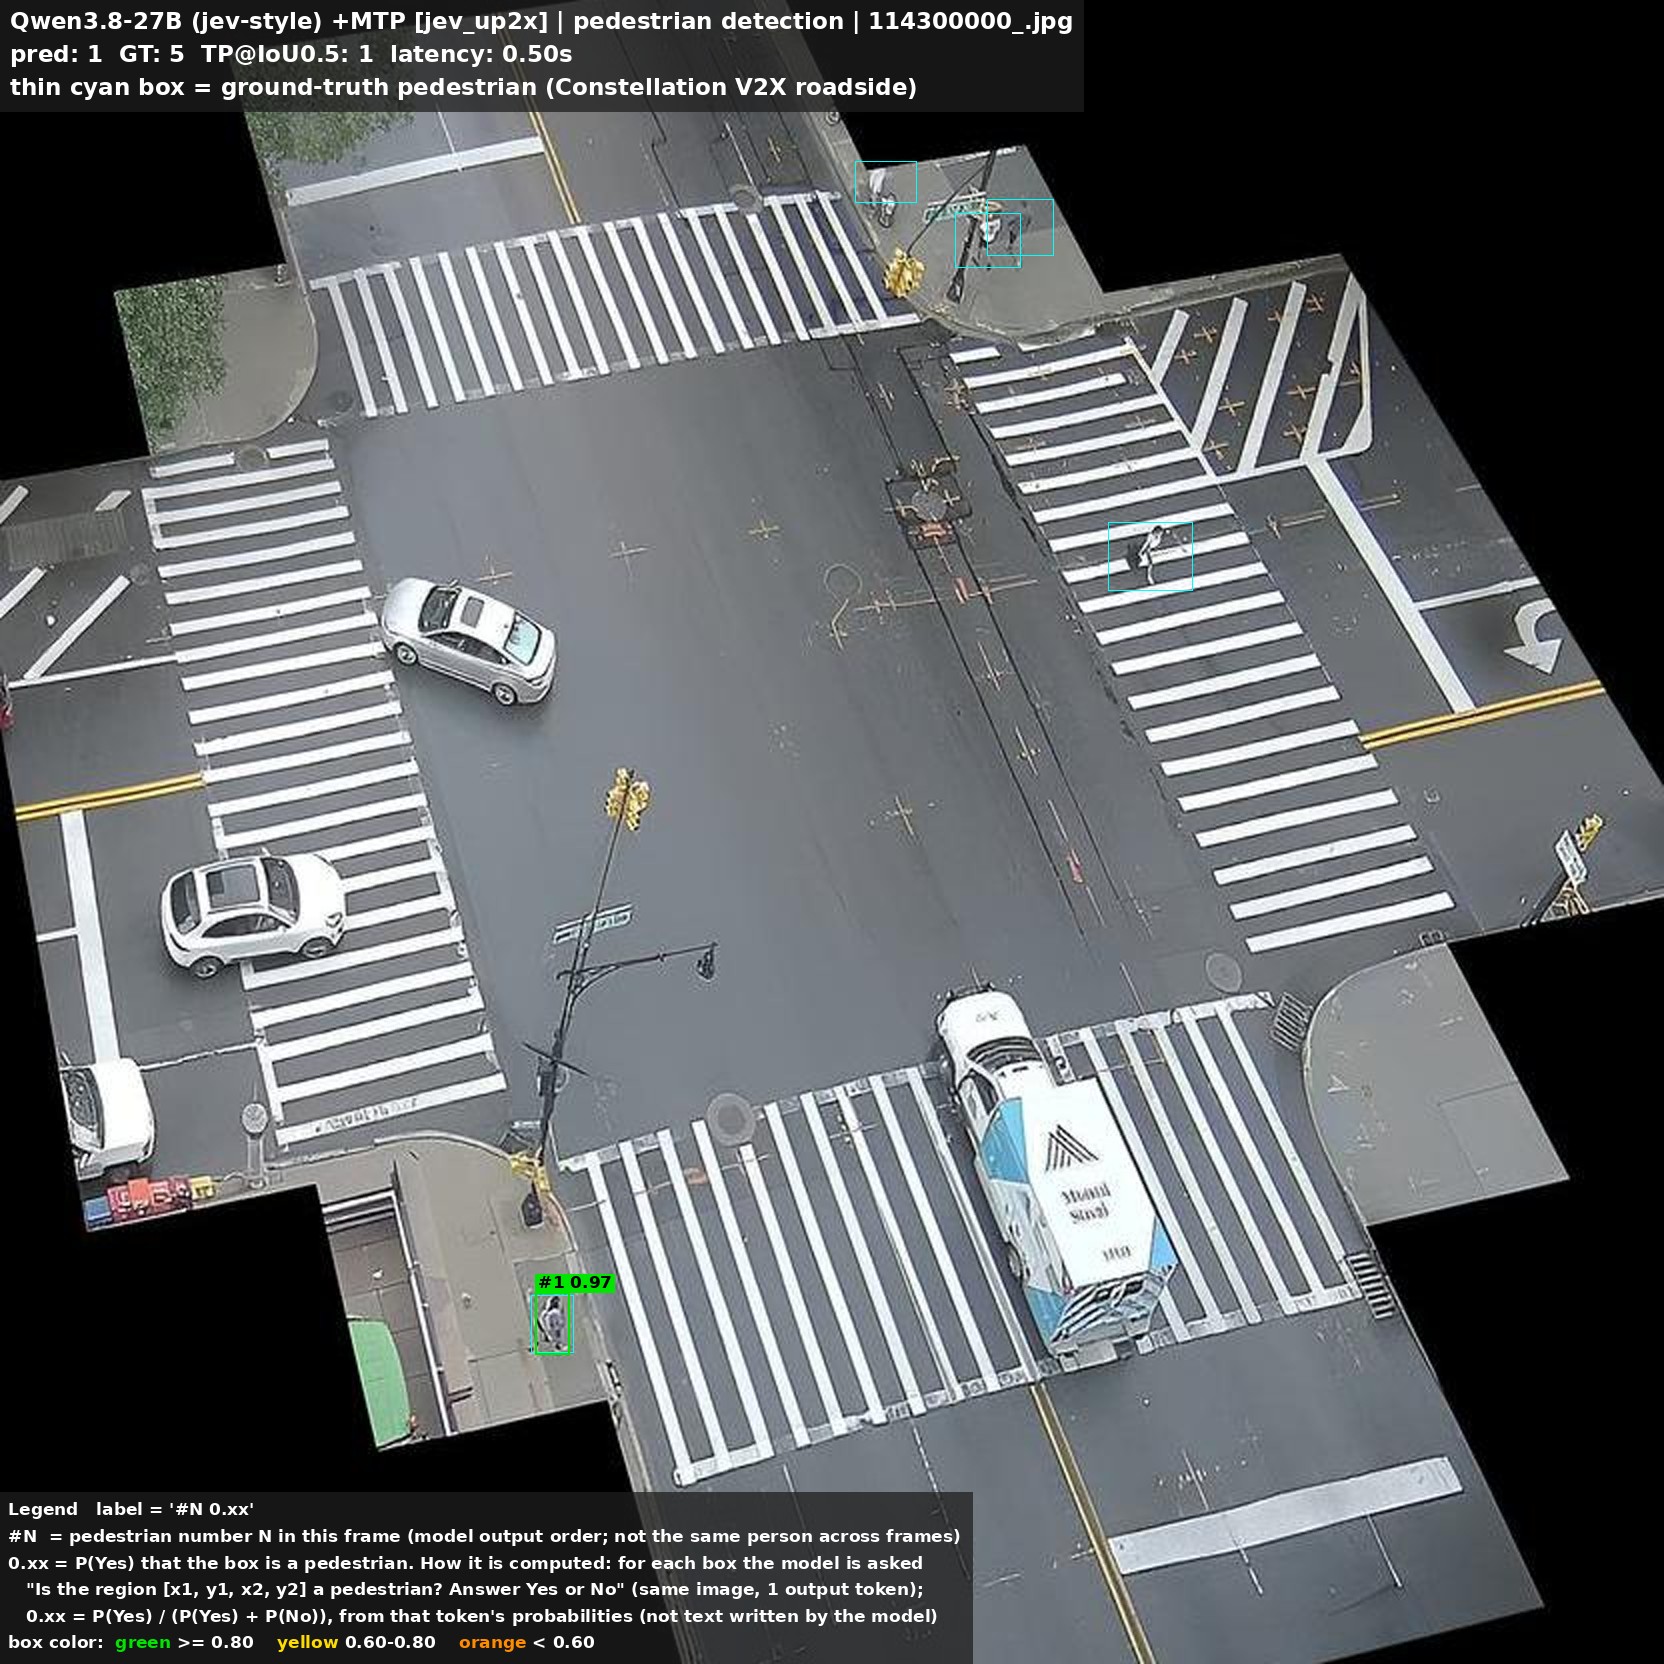 Qwen3.8-27B (jev-style) +MTP [jev_up2x] | pedestrian detection | 114300000_.jpg
pred: 1  GT: 5  TP@IoU0.5: 1  latency: 0.50s
thin cyan box = ground-truth pedestrian (Constellation V2X roadside)
#1 0.97
Legend   label = '#N 0.xx'
#N  = pedestrian number N in this frame (model output order; not the same person across frames)
0.xx = P(Yes) that the box is a pedestrian. How it is computed: for each box the model is asked
"Is the region [x1, y1, x2, y2] a pedestrian? Answer Yes or No" (same image, 1 output token);
0.xx = P(Yes) / (P(Yes) + P(No)), from that token's probabilities (not text written by the model)
box color:  green >= 0.80    yellow 0.60-0.80    orange < 0.60